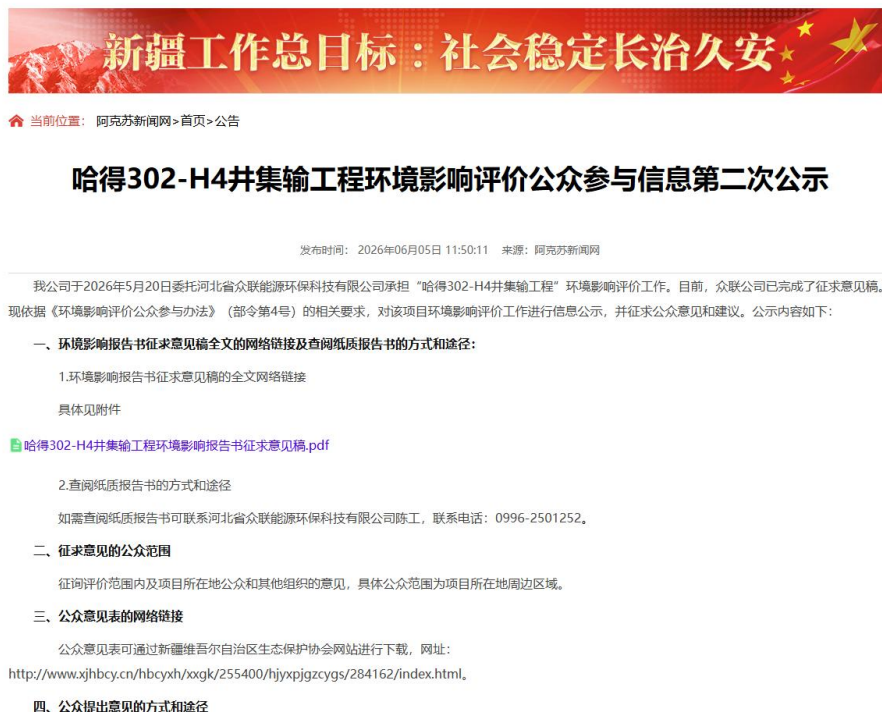 新疆工作总目标：社会稳定长治久安
当前位置： 阿克苏新闻网>首页>公告
哈得302-H4井集输工程环境影响评价公众参与信息第二次公示
发布时间： 2026年06月05日 11:50:11 来源： 阿克苏新闻网
我公司于2026年5月20日委托河北省众联能源环保科技有限公司承担“哈得302-H4井集输工程”环境影响评价工作。目前，众联公司已完成了征求意见稿。
现依据《环境影响评价公众参与办法》（部令第4号）的相关要求，对该项目环境影响评价工作进行信息公示，并征求公众意见和建议。公示内容如下：
一、环境影响报告书征求意见稿全文的网络链接及查阅纸质报告书的方式和途径：
1.环境影响报告书征求意见稿的全文网络链接
具体见附件
哈得302-H4井集输工程环境影响报告书征求意见稿.pdf
2.查阅纸质报告书的方式和途径
如需查阅纸质报告书可联系河北省众联能源环保科技有限公司陈工，联系电话：0996-2501252。
二、征求意见的公众范围
征询评价范围内及项目所在地公众和其他组织的意见，具体公众范围为项目所在地周边区域。
三、公众意见表的网络链接
公众意见表可通过新疆维吾尔自治区生态保护协会网站进行下载，网址：
http://www.xjhbcy.cn/hbcyxh/xxgk/255400/hjyxpjgzcygs/284162/index.html。
四、公众提出意见的方式和途径